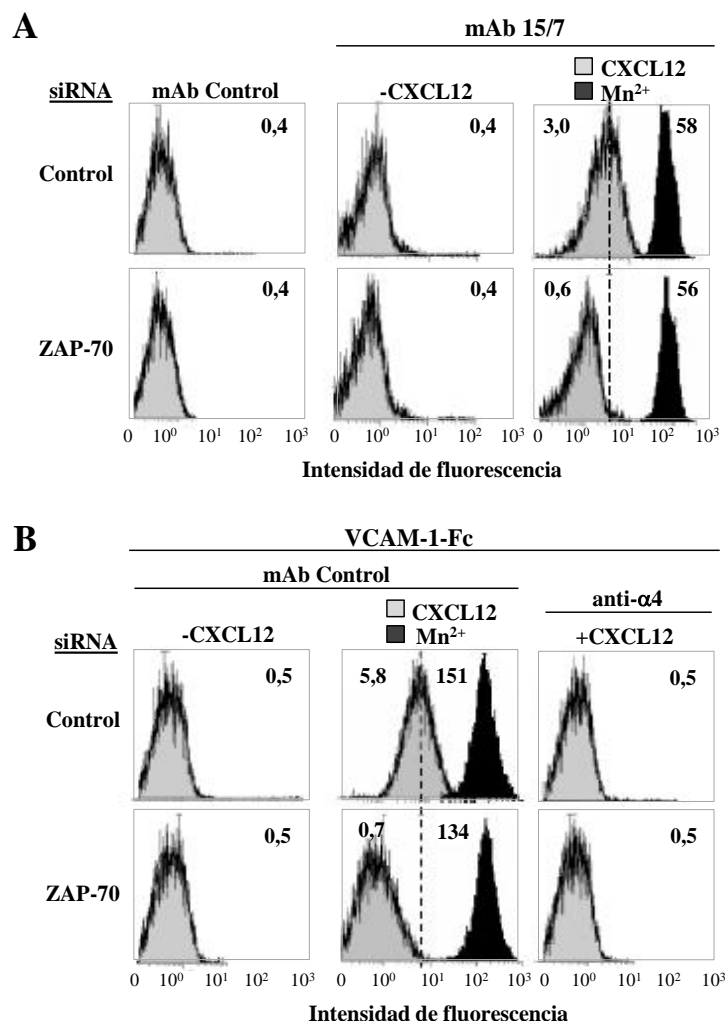 A
mAb 15/7
siRNA
mAb Control
-CXCL12
CXCL12
Mn²⁺
Control
0,4
0,4
3,0
58
ZAP-70
0,4
0,4
0,6
56
0 10⁰ 10¹ 10² 10³
0 10⁰ 10¹ 10² 10³
0 10⁰ 10¹ 10² 10³
Intensidad de fluorescencia
B
VCAM-1-Fc
mAb Control
anti-α4
siRNA
-CXCL12
CXCL12
Mn²⁺
+CXCL12
Control
0,5
5,8
151
0,5
ZAP-70
0,5
0,7
134
0,5
0 10⁰ 10¹ 10² 10³
0 10⁰ 10¹ 10² 10³
0 10⁰ 10¹ 10² 10³
Intensidad de fluorescencia